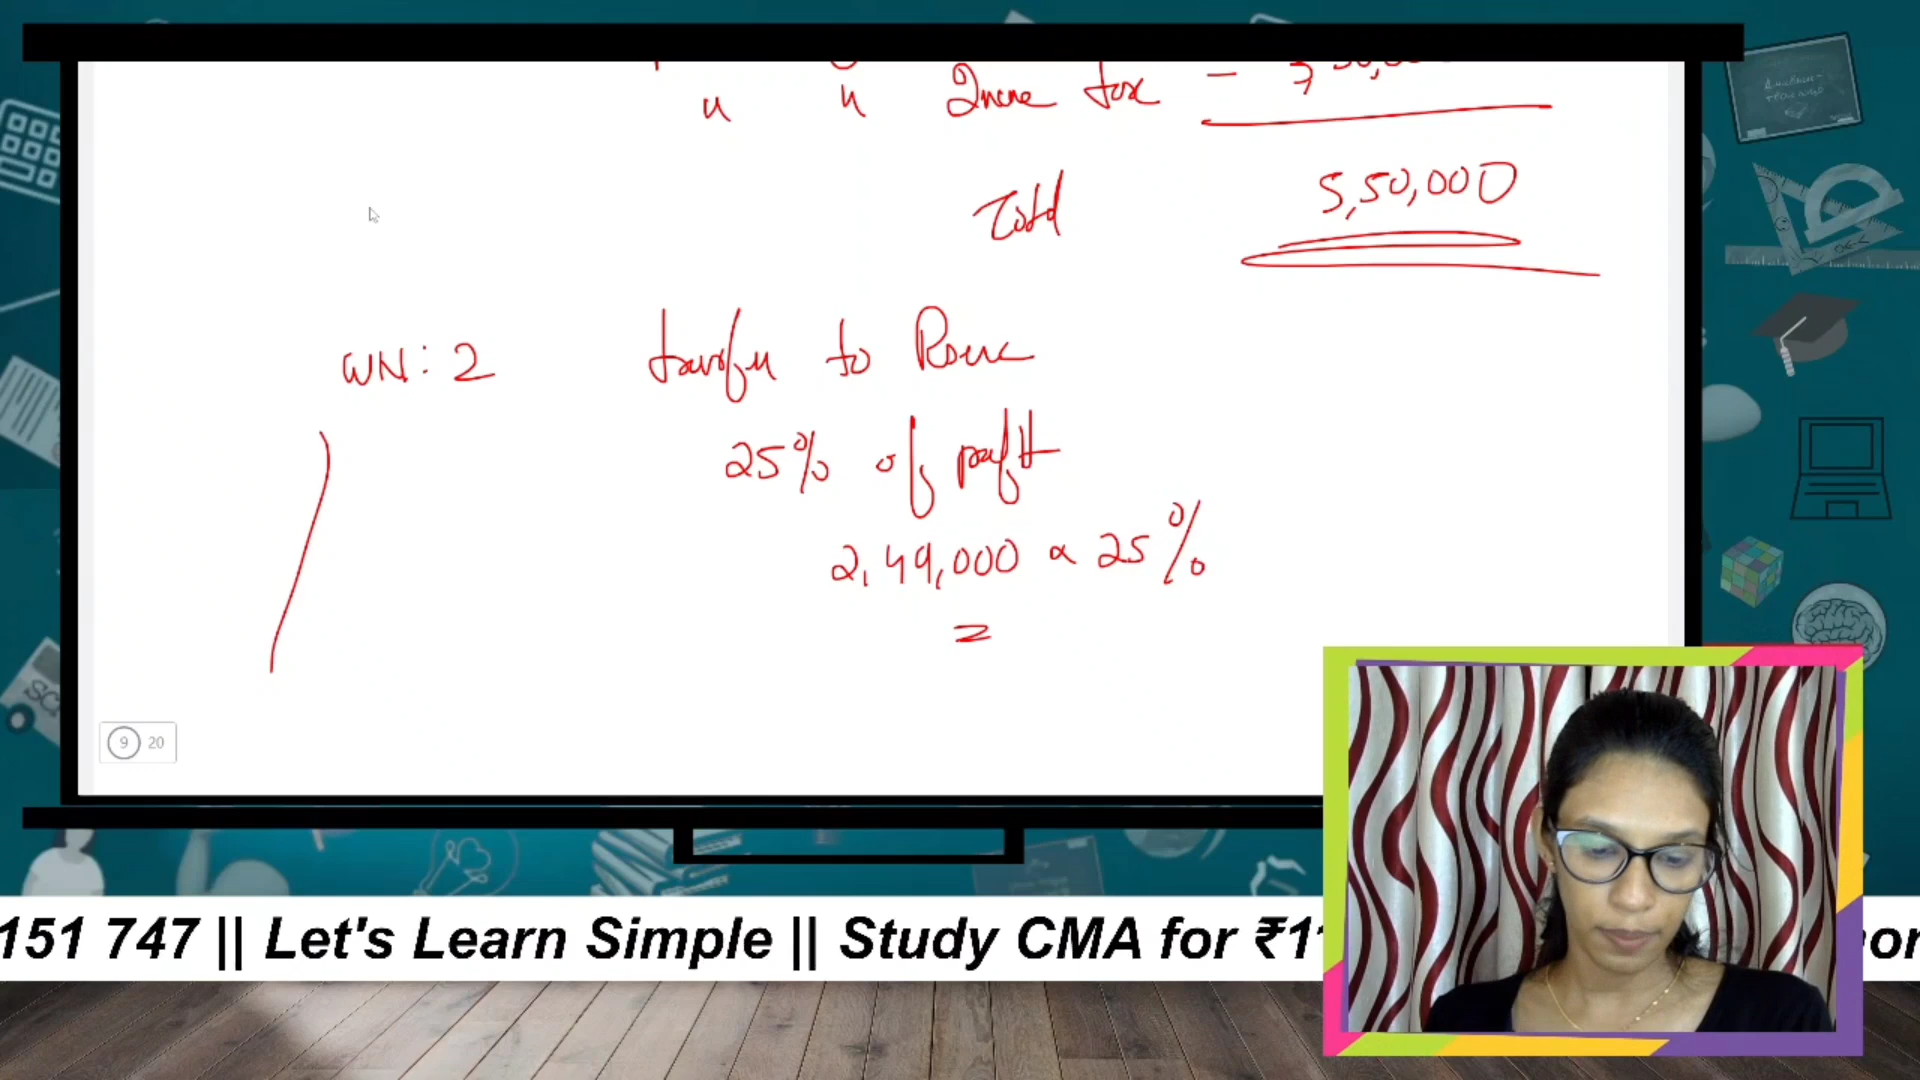 Income tax –
Total 5,50,000
WN: 2 transfer to Reserve
25% of profit
2,49,000 × 25%
=
9 20
151 747 || Let's Learn Simple || Study CMA for ₹1